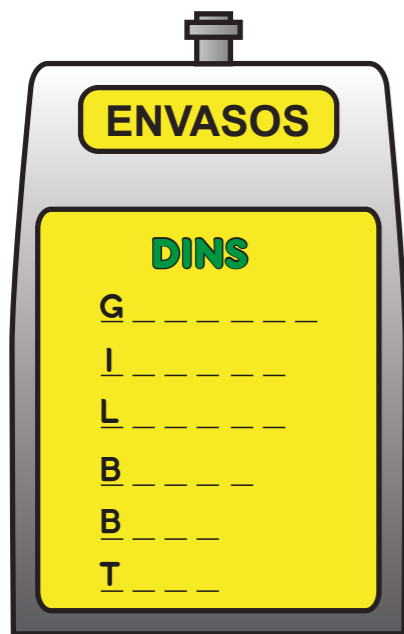 ENVASOS
DINS
G _ _ _ _ _ _
I _ _ _ _ _
L _ _ _ _ _
B _ _ _ _
B _ _ _
T _ _ _